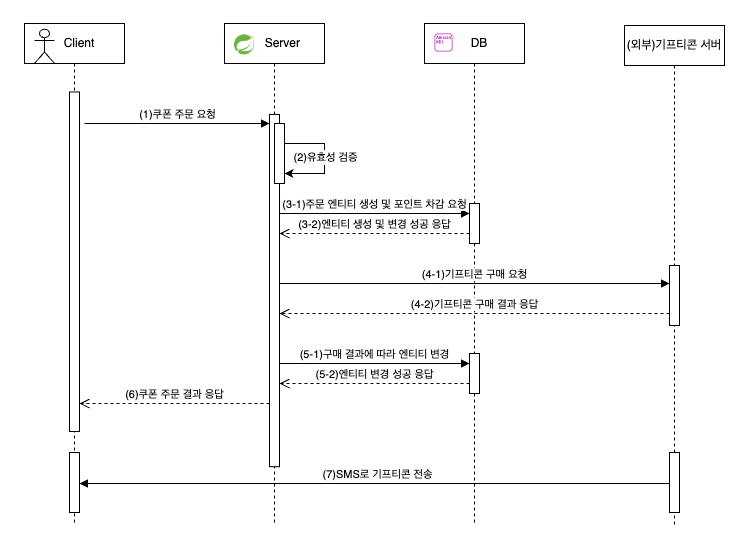 Client
Server
DB
(외부)기프티콘 서버
(1)쿠폰 주문 요청
(2)유효성 검증
(3-1)주문 엔티티 생성 및 포인트 차감 요청
(3-2)엔티티 생성 및 변경 성공 응답
(4-1)기프티콘 구매 요청
(4-2)기프티콘 구매 결과 응답
(5-1)구매 결과에 따라 엔티티 변경
(5-2)엔티티 변경 성공 응답
(6)쿠폰 주문 결과 응답
(7)SMS로 기프티콘 전송